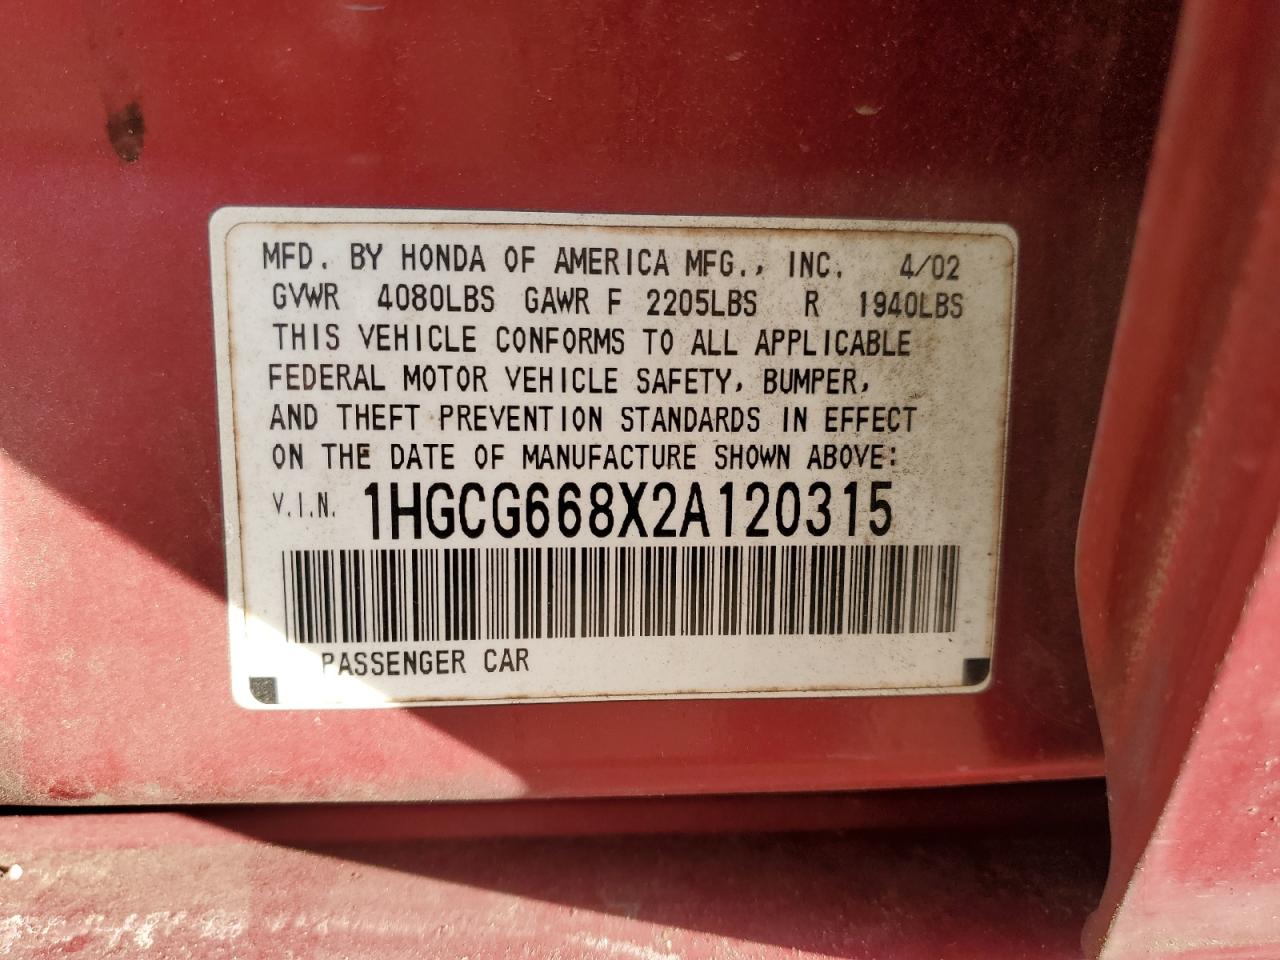 MFD. BY HONDA OF AMERICA MFG., INC. 4/02
GVWR 4080LBS GAWR F 2205LBS R 1940LBS
THIS VEHICLE CONFORMS TO ALL APPLICABLE
FEDERAL MOTOR VEHICLE SAFETY, BUMPER,
AND THEFT PREVENTION STANDARDS IN EFFECT
ON THE DATE OF MANUFACTURE SHOWN ABOVE:
V.I.N. 1HGCG668X2A120315
PASSENGER CAR